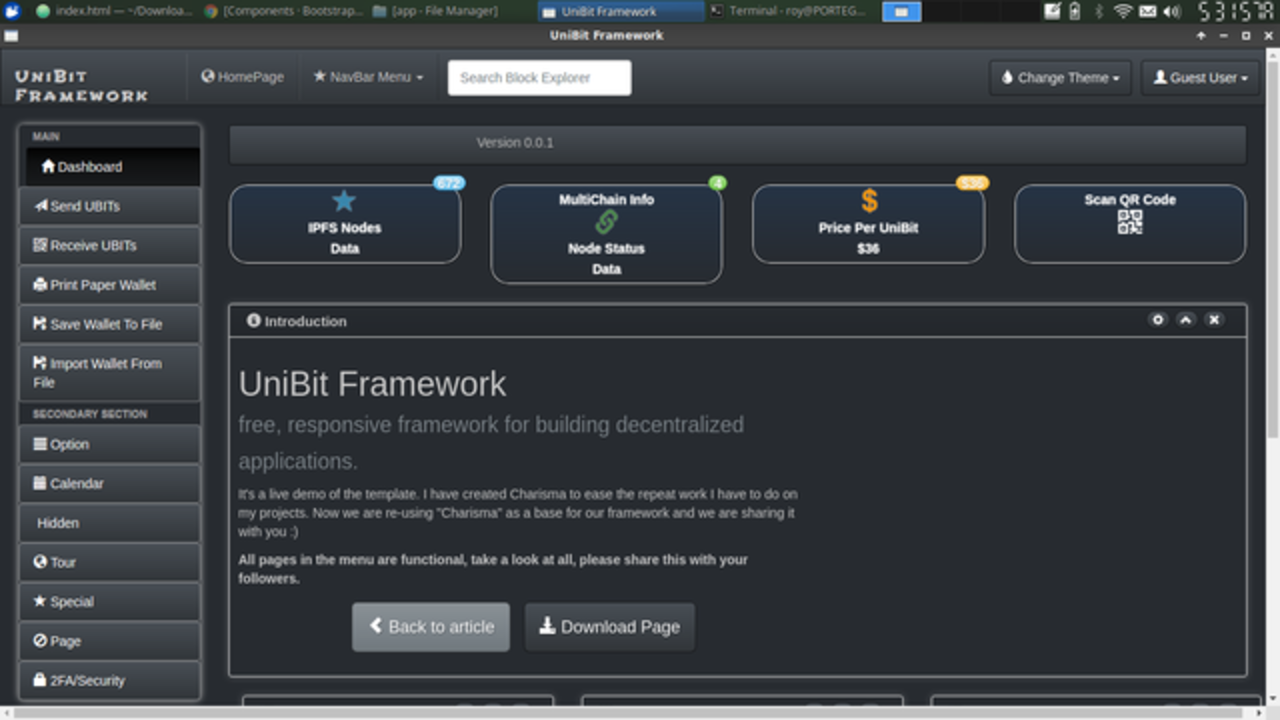 index.html — ~/Downloa...
[Components · Bootstrap...
[app - File Manager]
UniBit Framework
Terminal - roy@PORTEG...
5 31:57A
UniBit Framework
UniBit
Framework
HomePage
NavBar Menu
Search Block Explorer
Change Theme
Guest User
MAIN
Dashboard
Send UBITs
Receive UBITs
Print Paper Wallet
Save Wallet To File
Import Wallet From
File
SECONDARY SECTION
Option
Calendar
Hidden
Tour
Special
Page
2FA/Security
Version 0.0.1
672
IPFS Nodes
Data
4
MultiChain Info
Node Status
Data
$36
Price Per UniBit
$36
Scan QR Code
Introduction
UniBit Framework
free, responsive framework for building decentralized
applications.
It's a live demo of the template. I have created Charisma to ease the repeat work I have to do on
my projects. Now we are re-using "Charisma" as a base for our framework and we are sharing it
with you :)
All pages in the menu are functional, take a look at all, please share this with your
followers.
Back to article
Download Page